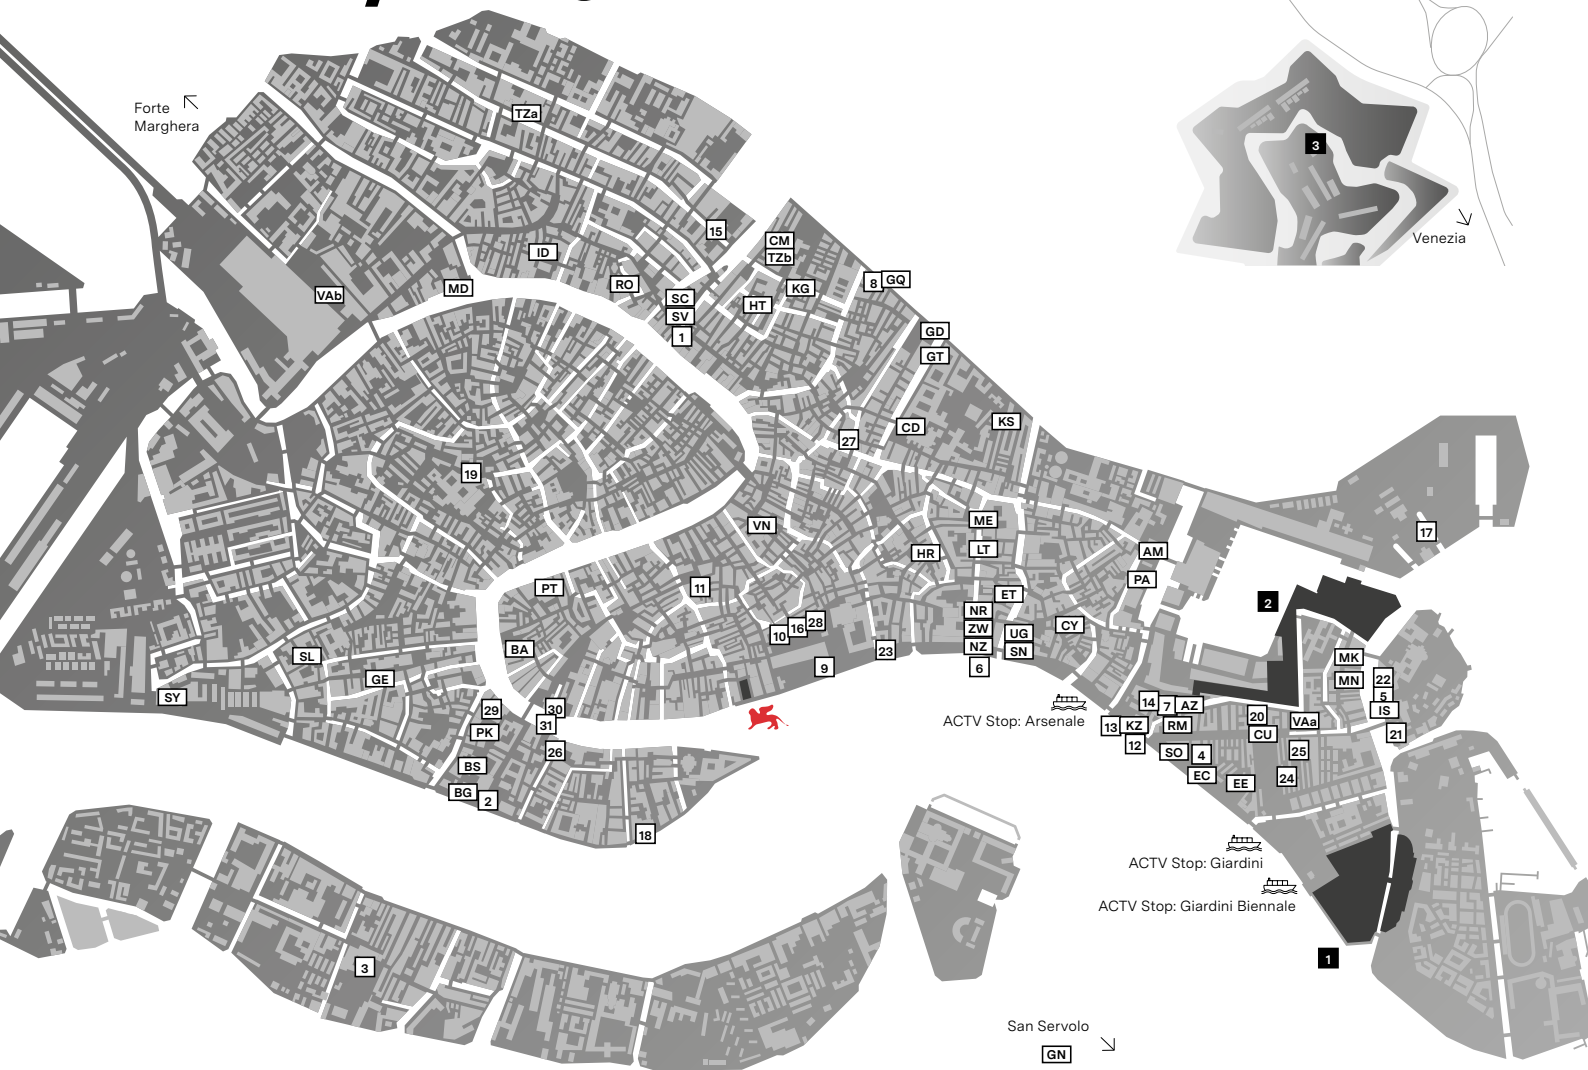 Forte
Marghera
TZa
3
Venezia
15
CM
TZb
ID
RO
KG
8
GQ
VAb
MD
SC
HT
SV
1
GD
GT
KS
CD
27
19
VN
ME
17
LT
HR
AM
PT
11
PA
ET
2
NR
28
16
10
ZW
UG
CY
BA
NZ
SN
23
SL
9
6
MK
GE
MN
22
SY
5
14
7
AZ
IS
29
30
20
VAa
31
ACTV Stop: Arsenale
13
KZ
RM
PK
CU
21
12
26
SO
4
25
BS
EC
EE
24
BG
2
18
ACTV Stop: Giardini
ACTV Stop: Giardini Biennale
1
3
San Servolo
GN